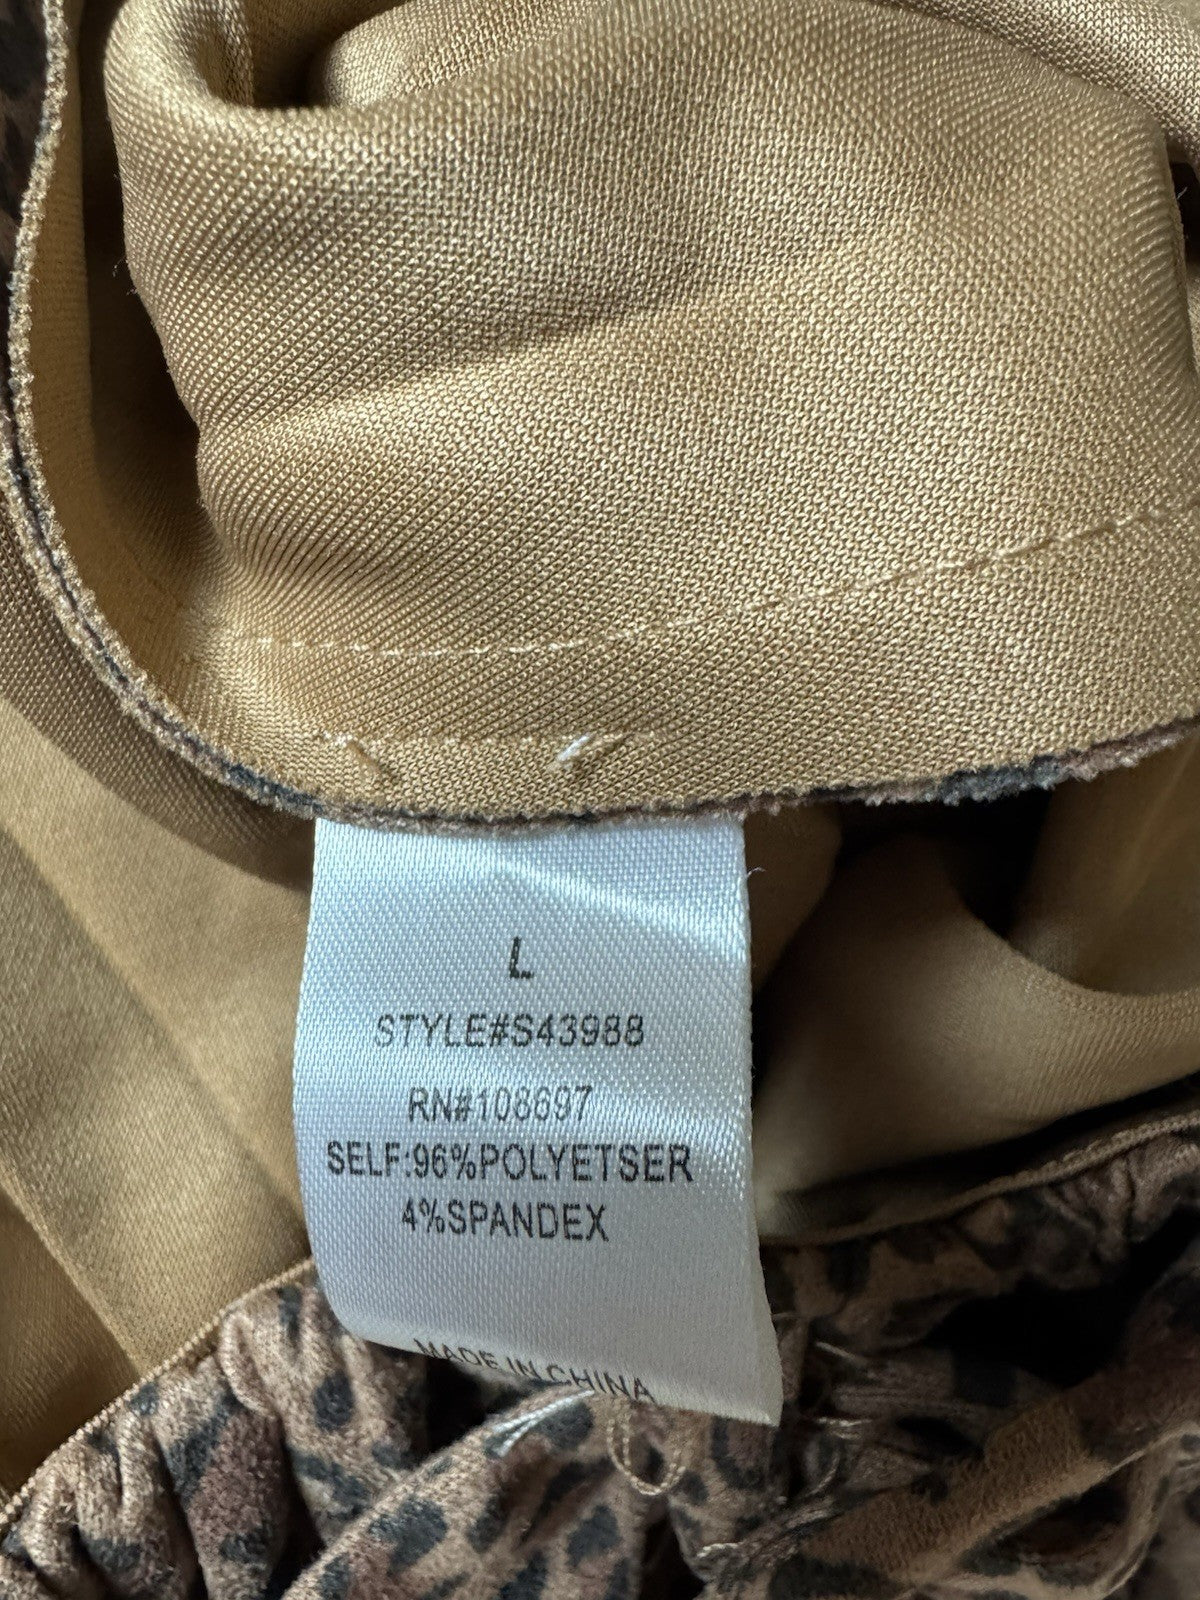 L
STYLE#S43988
RN#108697
SELF:96%POLYETSER
4%SPANDEX
MADE IN CHINA